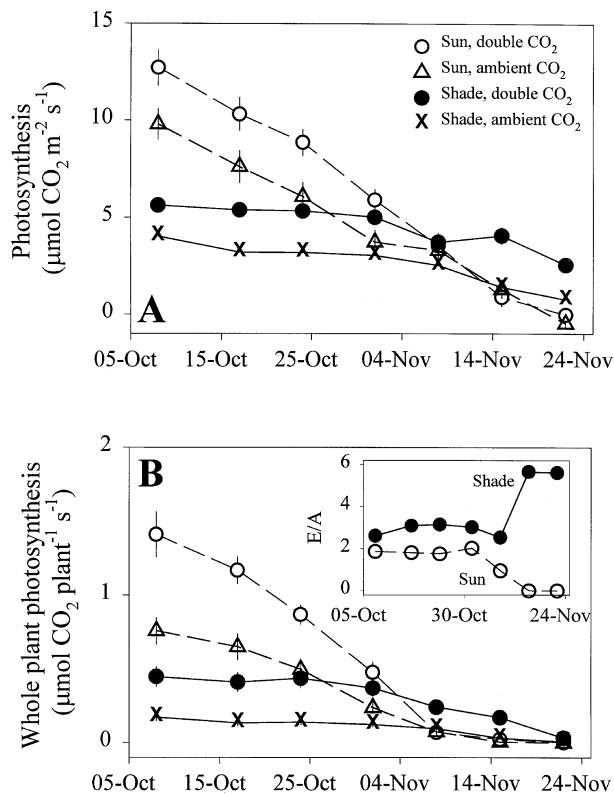 15
10
5
0
Photosynthesis
(μmol CO2 m-2 s-1)
Sun, double CO2
Sun, ambient CO2
Shade, double CO2
Shade, ambient CO2
A
05-Oct 15-Oct 25-Oct 04-Nov 14-Nov 24-Nov
2
1
0
Whole plant photosynthesis
(μmol CO2 plant-1 s-1)
B
6
4
2
0
E/A
Shade
Sun
05-Oct 30-Oct 24-Nov
05-Oct 15-Oct 25-Oct 04-Nov 14-Nov 24-Nov